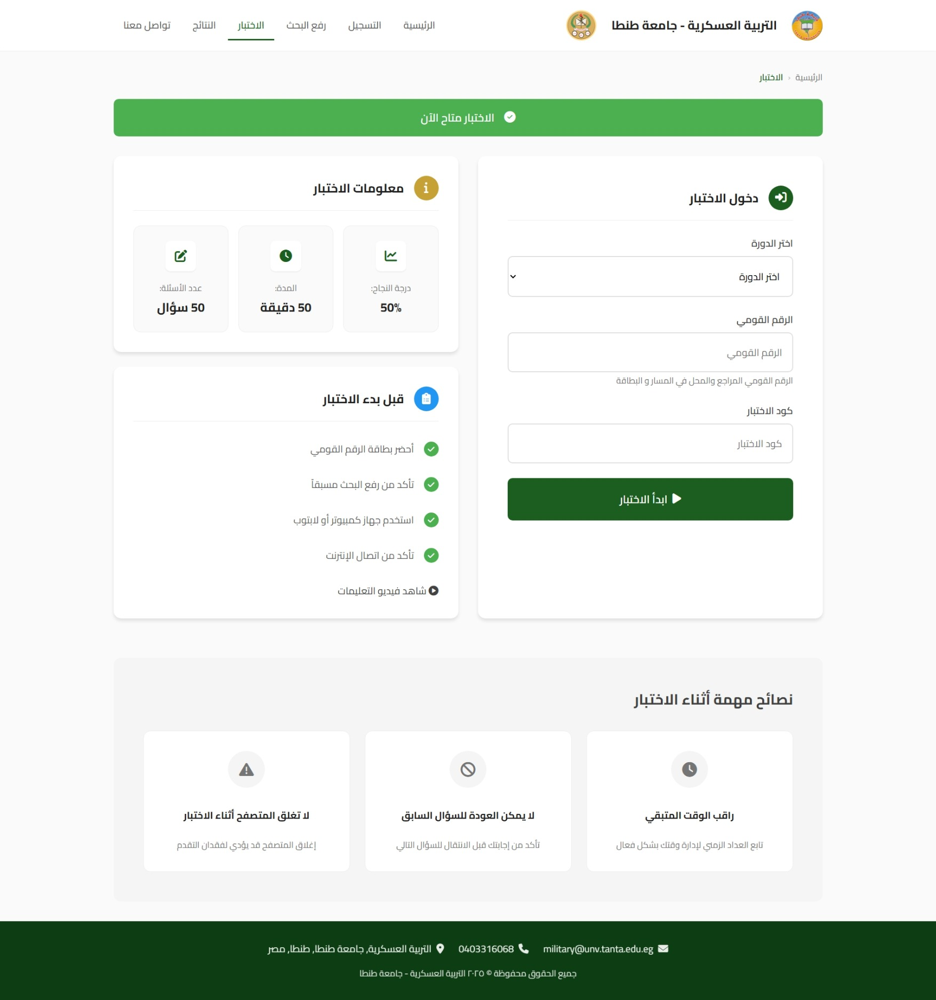 التربية العسكرية - جامعة طنطا
الرئيسية
التسجيل
رفع البحث
الاختبار
النتائج
تواصل معنا
الرئيسية ‹ الاختبار
الاختبار متاح الآن
دخول الاختبار
اختر الدورة
اختر الدورة
الرقم القومي
الرقم القومي
الرقم القومي المراجع والمحل في المسار و البطاقة
كود الاختبار
كود الاختبار
ابدأ الاختبار
معلومات الاختبار
درجة النجاح:
50%
المدة:
50 دقيقة
عدد الأسئلة:
50 سؤال
قبل بدء الاختبار
أحضر بطاقة الرقم القومي
تأكد من رفع البحث مسبقاً
استخدم جهاز كمبيوتر أو لابتوب
تأكد من اتصال الإنترنت
شاهد فيديو التعليمات
نصائح مهمة أثناء الاختبار
راقب الوقت المتبقي
تابع العداد الزمني لإدارة وقتك بشكل فعال
لا يمكن العودة للسؤال السابق
تأكد من إجابتك قبل الانتقال للسؤال التالي
لا تغلق المتصفح أثناء الاختبار
إغلاق المتصفح قد يؤدي لفقدان التقدم
military@unv.tanta.edu.eg
0403316068
التربية العسكرية, جامعة طنطا, طنطا, مصر
جميع الحقوق محفوظة © ٢٠٢٥ التربية العسكرية - جامعة طنطا